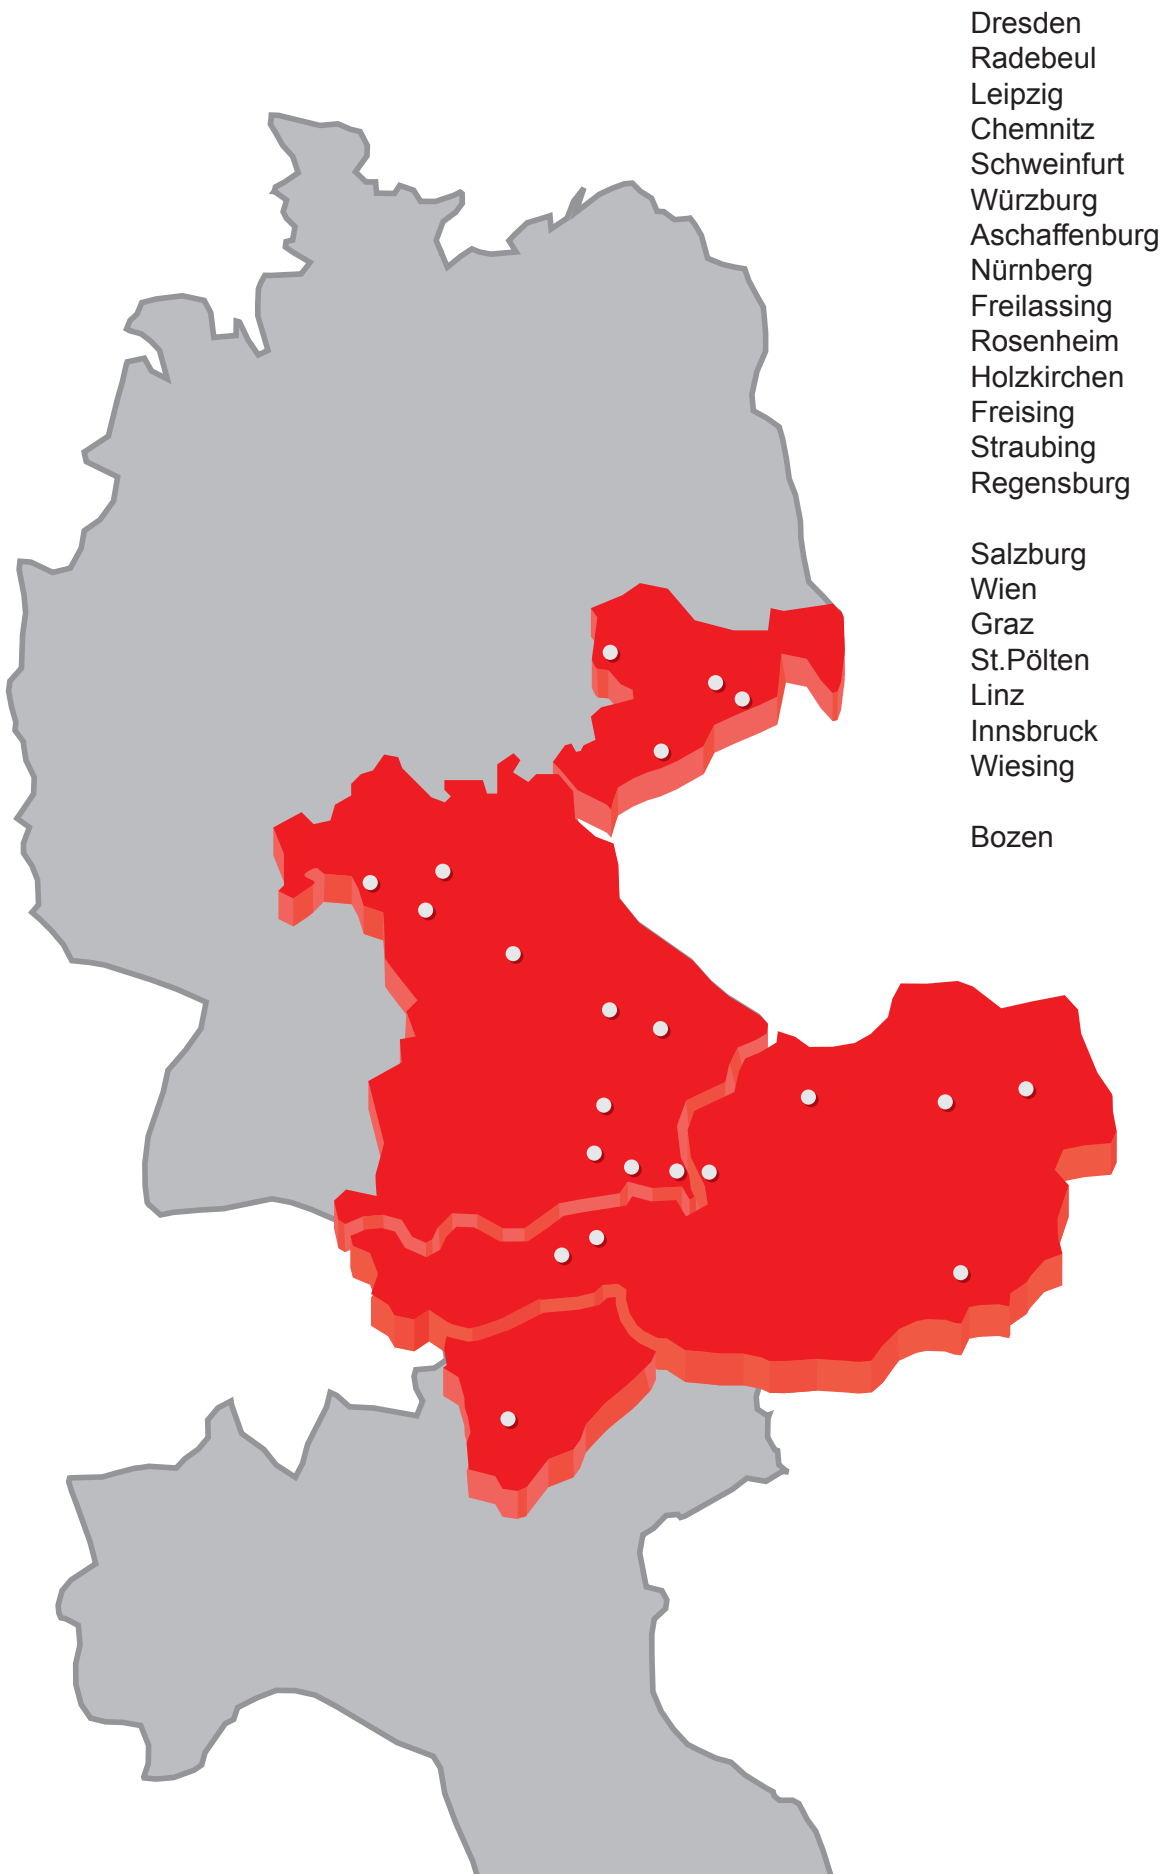 Dresden
Radebeul
Leipzig
Chemnitz
Schweinfurt
Würzburg
Aschaffenburg
Nürnberg
Freilassing
Rosenheim
Holzkirchen
Freising
Straubing
Regensburg
Salzburg
Wien
Graz
St.Pölten
Linz
Innsbruck
Wiesing
Bozen